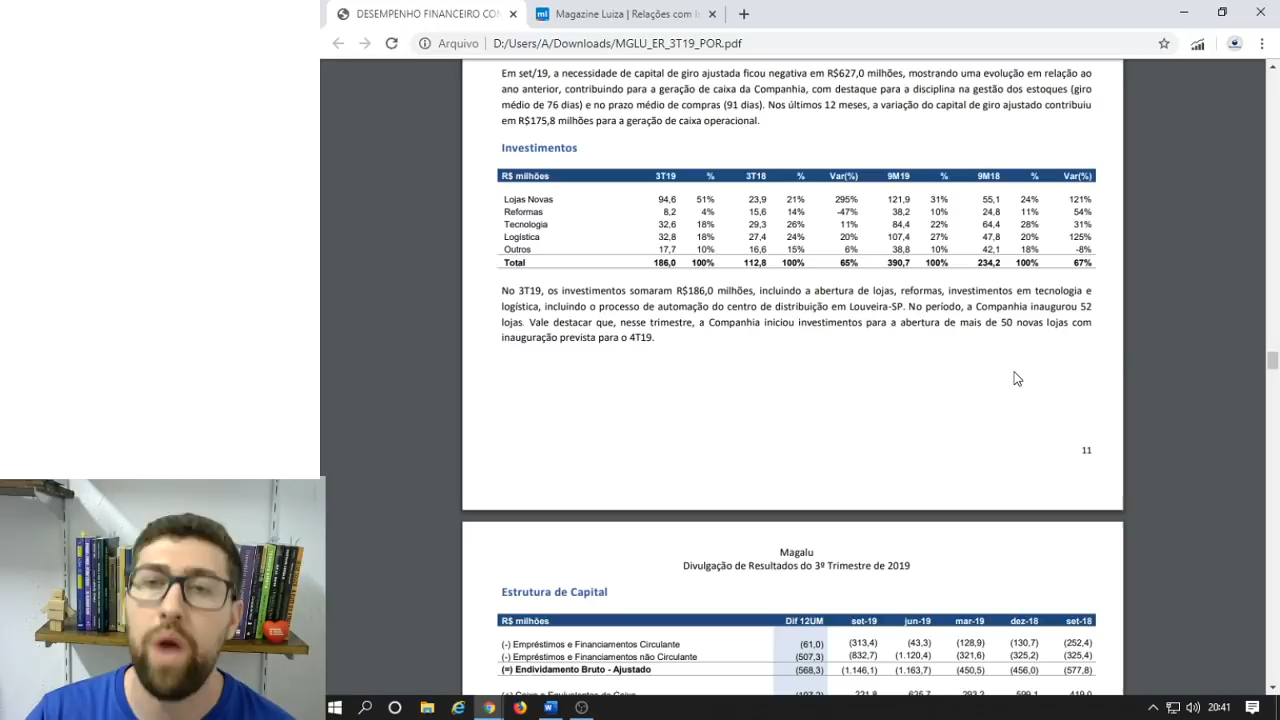 DESEMPENHO FINANCEIRO CON
Magazine Luiza | Relações com I
Arquivo
D:/Users/A/Downloads/MGLU_ER_3T19_POR.pdf
Em set/19, a necessidade de capital de giro ajustada ficou negativa em R$627,0 milhões, mostrando uma evolução em relação ao
ano anterior, contribuindo para a geração de caixa da Companhia, com destaque para a disciplina na gestão dos estoques (giro
médio de 76 dias) e no prazo médio de compras (91 dias). Nos últimos 12 meses, a variação do capital de giro ajustado contribuiu
em R$175,8 milhões para a geração de caixa operacional.
Investimentos
R$ milhões 3T19 % 3T18 % Var(%) 9M19 % 9M18 % Var(%)
Lojas Novas 94,6 51% 23,9 21% 295% 121,9 31% 55,1 24% 121%
Reformas 8,2 4% 15,6 14% -47% 38,2 10% 24,8 11% 54%
Tecnologia 32,6 18% 29,3 26% 11% 84,4 22% 64,4 28% 31%
Logística 32,8 18% 27,4 24% 20% 107,4 27% 47,8 20% 125%
Outros 17,7 10% 16,6 15% 6% 38,8 10% 42,1 18% -8%
Total 186,0 100% 112,8 100% 65% 390,7 100% 234,2 100% 67%
No 3T19, os investimentos somaram R$186,0 milhões, incluindo a abertura de lojas, reformas, investimentos em tecnologia e
logística, incluindo o processo de automação do centro de distribuição em Louveira-SP. No período, a Companhia inaugurou 52
lojas. Vale destacar que, nesse trimestre, a Companhia iniciou investimentos para a abertura de mais de 50 novas lojas com
inauguração prevista para o 4T19.
11
Magalu
Divulgação de Resultados do 3º Trimestre de 2019
Estrutura de Capital
R$ milhões Dif 12UM set-19 jun-19 mar-19 dez-18 set-18
(-) Empréstimos e Financiamentos Circulante (61,0) (313,4) (43,3) (128,9) (130,7) (252,4)
(-) Empréstimos e Financiamentos não Circulante (507,3) (832,7) (1.120,4) (321,6) (325,2) (325,4)
(=) Endividamento Bruto - Ajustado (568,3) (1.146,1) (1.163,7) (450,5) (456,0) (577,8)
20:41